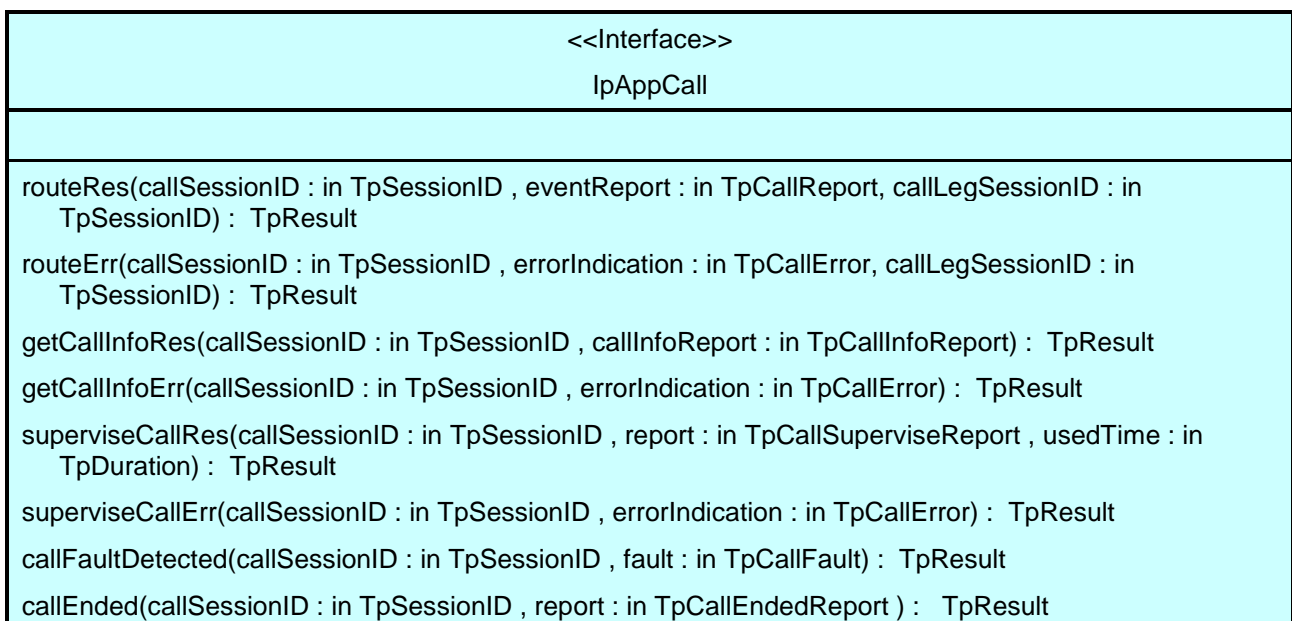 <<Interface>>
IpAppCall
routeRes(callSessionID : in TpSessionID , eventReport : in TpCallReport, callLegSessionID : in
TpSessionID) : TpResult
routeErr(callSessionID : in TpSessionID , errorIndication : in TpCallError, callLegSessionID : in
TpSessionID) : TpResult
getCallInfoRes(callSessionID : in TpSessionID , callInfoReport : in TpCallInfoReport) : TpResult
getCallInfoErr(callSessionID : in TpSessionID , errorIndication : in TpCallError) : TpResult
superviseCallRes(callSessionID : in TpSessionID , report : in TpCallSuperviseReport , usedTime : in
TpDuration) : TpResult
superviseCallErr(callSessionID : in TpSessionID , errorIndication : in TpCallError) : TpResult
callFaultDetected(callSessionID : in TpSessionID , fault : in TpCallFault) : TpResult
callEnded(callSessionID : in TpSessionID , report : in TpCallEndedReport ) : TpResult